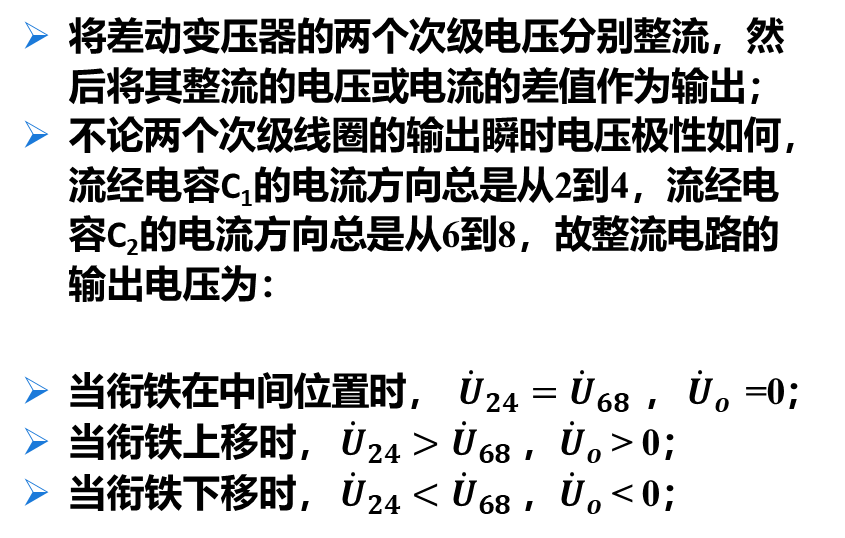 ➢ 将差动变压器的两个次级电压分别整流，然
后将其整流的电压或电流的差值作为输出；
➢ 不论两个次级线圈的输出瞬时电压极性如何，
流经电容C₁的电流方向总是从2到4，流经电
容C₂的电流方向总是从6到8，故整流电路的
输出电压为：
➢ 当衔铁在中间位置时， U̇₂₄ = U̇₆₈ ， U̇ₒ =0；
➢ 当衔铁上移时， U̇₂₄ > U̇₆₈ ， U̇ₒ > 0；
➢ 当衔铁下移时， U̇₂₄ < U̇₆₈ ， U̇ₒ < 0；